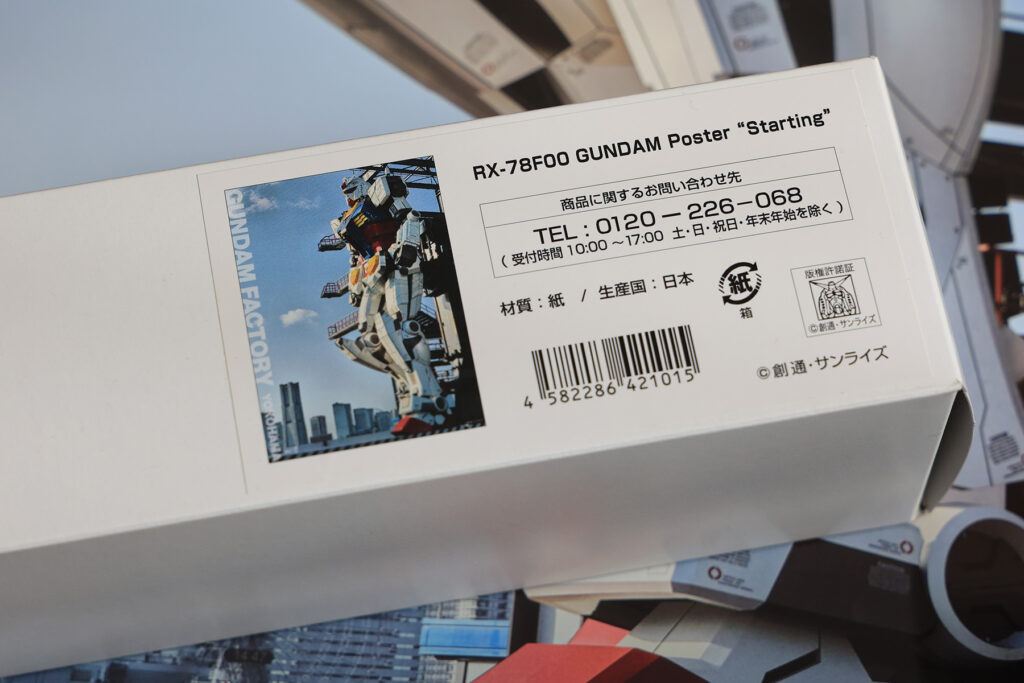 RX-78F00 GUNDAM Poster “Starting”
商品に関するお問い合わせ先
TEL：0120－226－068
（受付時間 10:00～17:00 土・日・祝日・年末年始を除く）
材質：紙 / 生産国：日本
紙
箱
版権許諾証
©創通・サンライズ
4 582286 421015
©創通・サンライズ
GUNDAM FACTORY YOKOHAMA